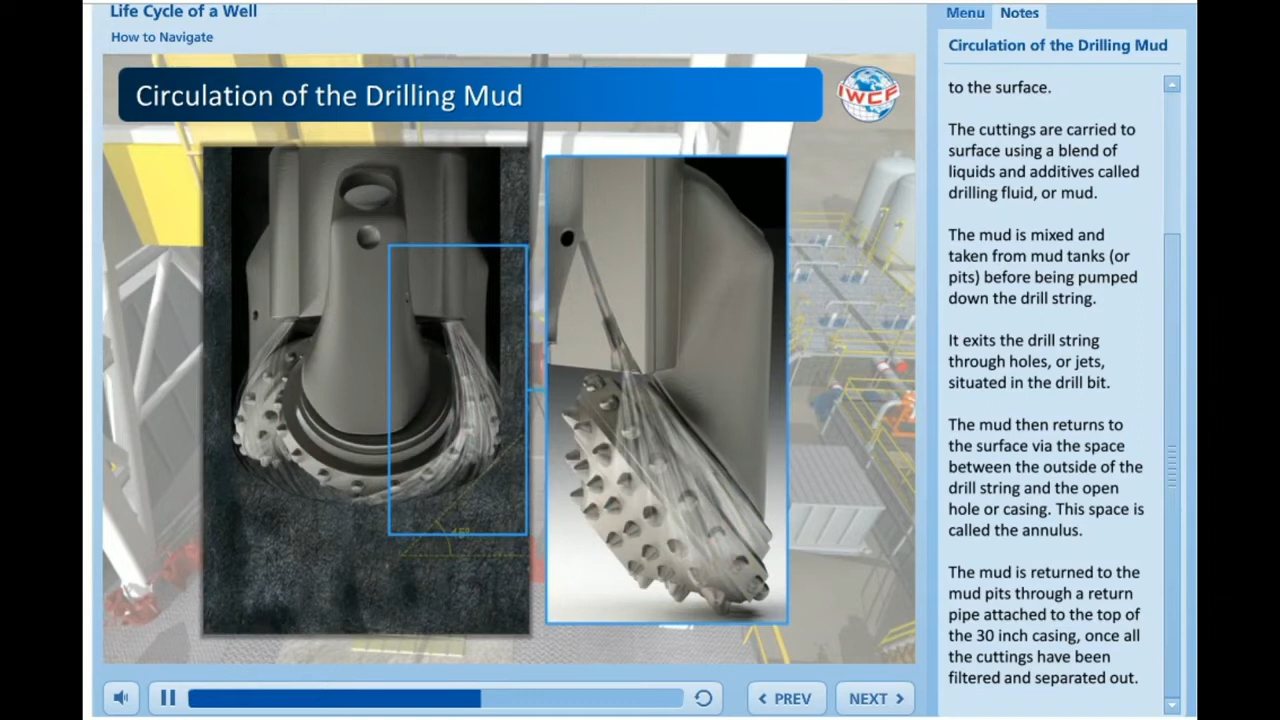 Life Cycle of a Well
How to Navigate
Menu
Notes
Circulation of the Drilling Mud
IWCF
45°
Circulation of the Drilling Mud
to the surface.
The cuttings are carried to
surface using a blend of
liquids and additives called
drilling fluid, or mud.
The mud is mixed and
taken from mud tanks (or
pits) before being pumped
down the drill string.
It exits the drill string
through holes, or jets,
situated in the drill bit.
The mud then returns to
the surface via the space
between the outside of the
drill string and the open
hole or casing. This space is
called the annulus.
The mud is returned to the
mud pits through a return
pipe attached to the top of
the 30 inch casing, once all
the cuttings have been
filtered and separated out.
PREV
NEXT